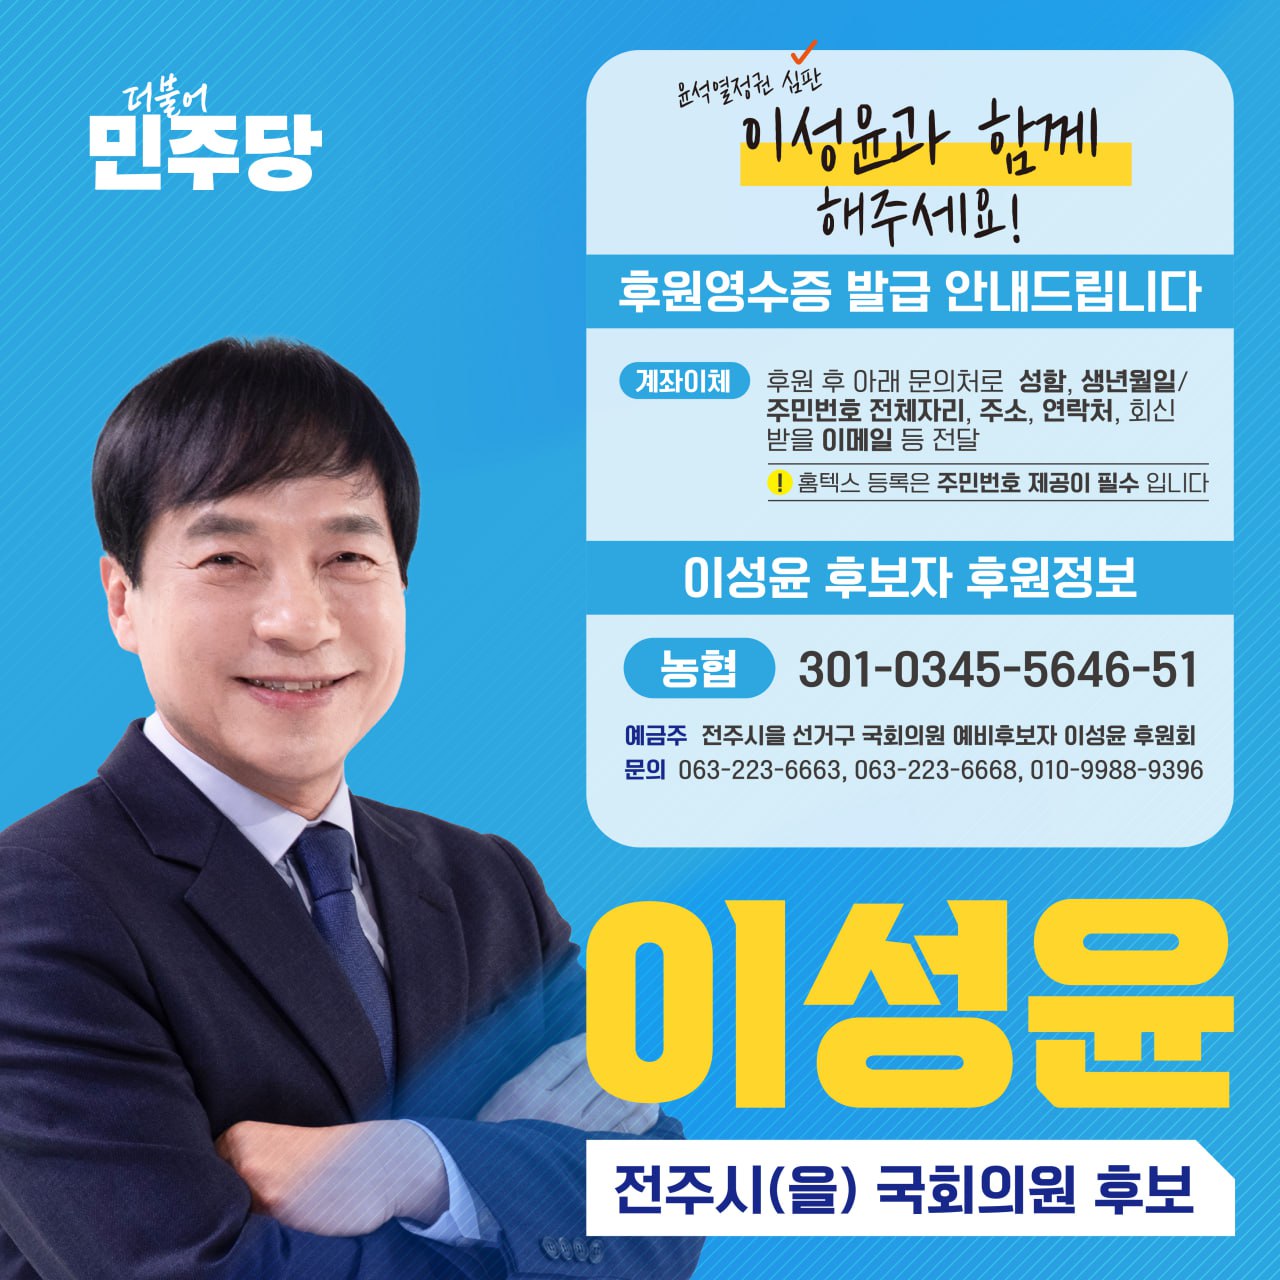 더불어
민주당
윤석열정권 심판
이성윤과 함께
해주세요!
후원영수증 발급 안내드립니다
계좌이체 후원 후 아래 문의처로 성함, 생년월일/
주민번호 전체자리, 주소, 연락처, 회신
받을 이메일 등 전달
! 홈텍스 등록은 주민번호 제공이 필수 입니다
이성윤 후보자 후원정보
농협 301-0345-5646-51
예금주 전주시을 선거구 국회의원 예비후보자 이성윤 후원회
문의 063-223-6663, 063-223-6668, 010-9988-9396
이성윤
전주시(을) 국회의원 후보